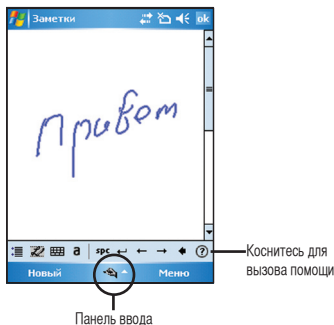 Заметки ok
Привет
a spc ?
Новый Меню
Коснитесь для
вызова помощи
Панель ввода